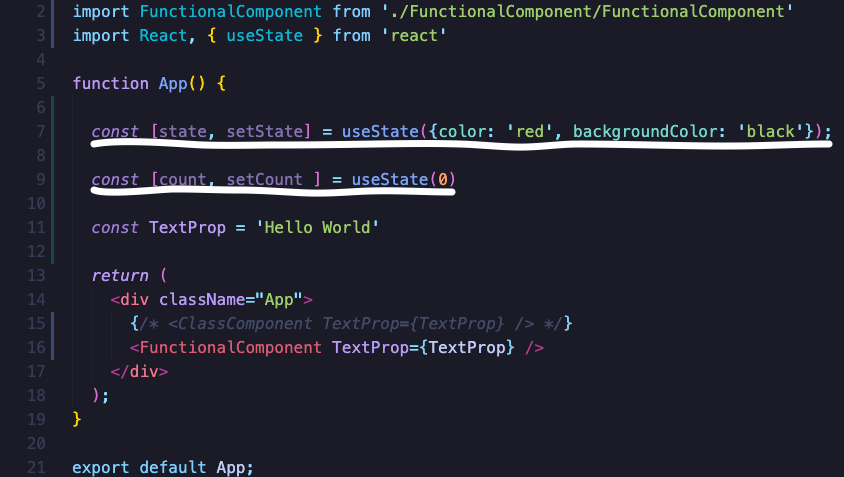 2 import FunctionalComponent from './FunctionalComponent/FunctionalComponent'
3 import React, { useState } from 'react'
4
5 function App() {
6
7 const [state, setState] = useState({color: 'red', backgroundColor: 'black'});
8
9 const [count, setCount ] = useState(0)
10
11 const TextProp = 'Hello World'
12
13 return (
14 <div className="App">
15 {/* <ClassComponent TextProp={TextProp} /> */}
16 <FunctionalComponent TextProp={TextProp} />
17 </div>
18 );
19 }
20
21 export default App;